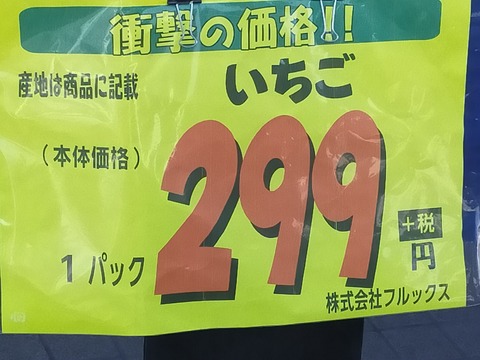 衝撃の価格!!
産地は商品に記載
いちご
(本体価格)
299
+税
円
1パック
株式会社フルックス